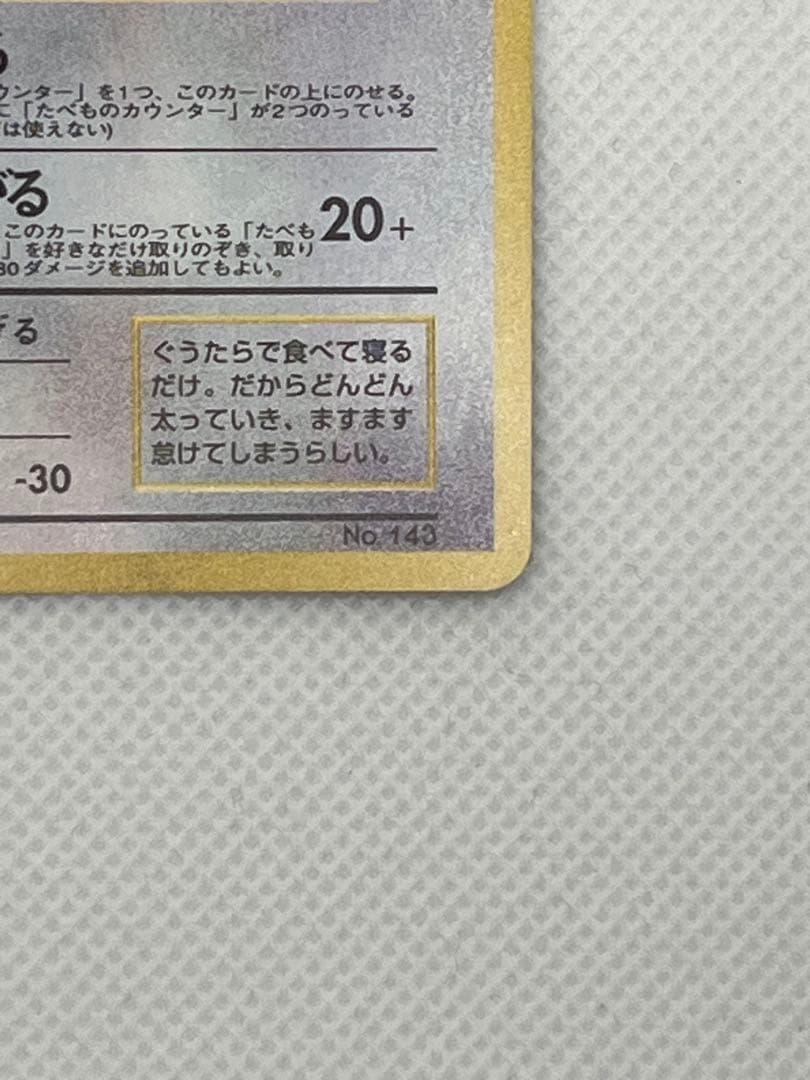 ウンター」を1つ、このカードの上にのせる。
「たべものカウンター」が2つのっている
は使えない)
がる
20+
このカードにのっている「たべも
」を好きなだけ取りのぞき、取り
30ダメージを追加してもよい。
げる
ぐうたらで食べて寝る
だけ。だからどんどん
太っていき、ますます
怠けてしまうらしい。
-30
No.143